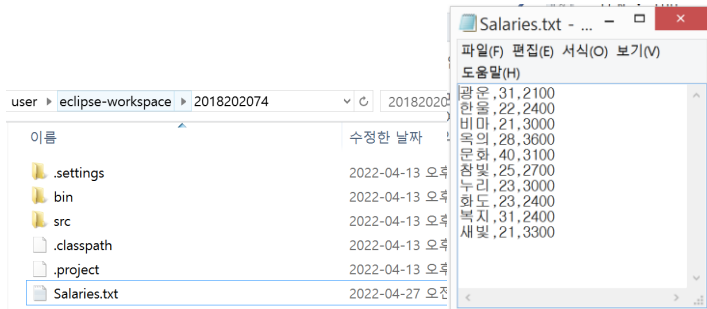 user ▸ eclipse-workspace ▸ 2018202074
이름
수정한 날짜
.settings
2022-04-13 오후
bin
2022-04-13 오후
src
2022-04-13 오후
.classpath
2022-04-13 오후
.project
2022-04-13 오후
Salaries.txt
2022-04-27 오전
Salaries.txt - ...
파일(F) 편집(E) 서식(O) 보기(V)
도움말(H)
광운,31,2100
한울,22,2400
비마,21,3000
옥의,28,3600
문화,40,3100
참빛,25,2700
누리,23,3000
화도,23,2400
복지,31,2400
새빛,21,3300